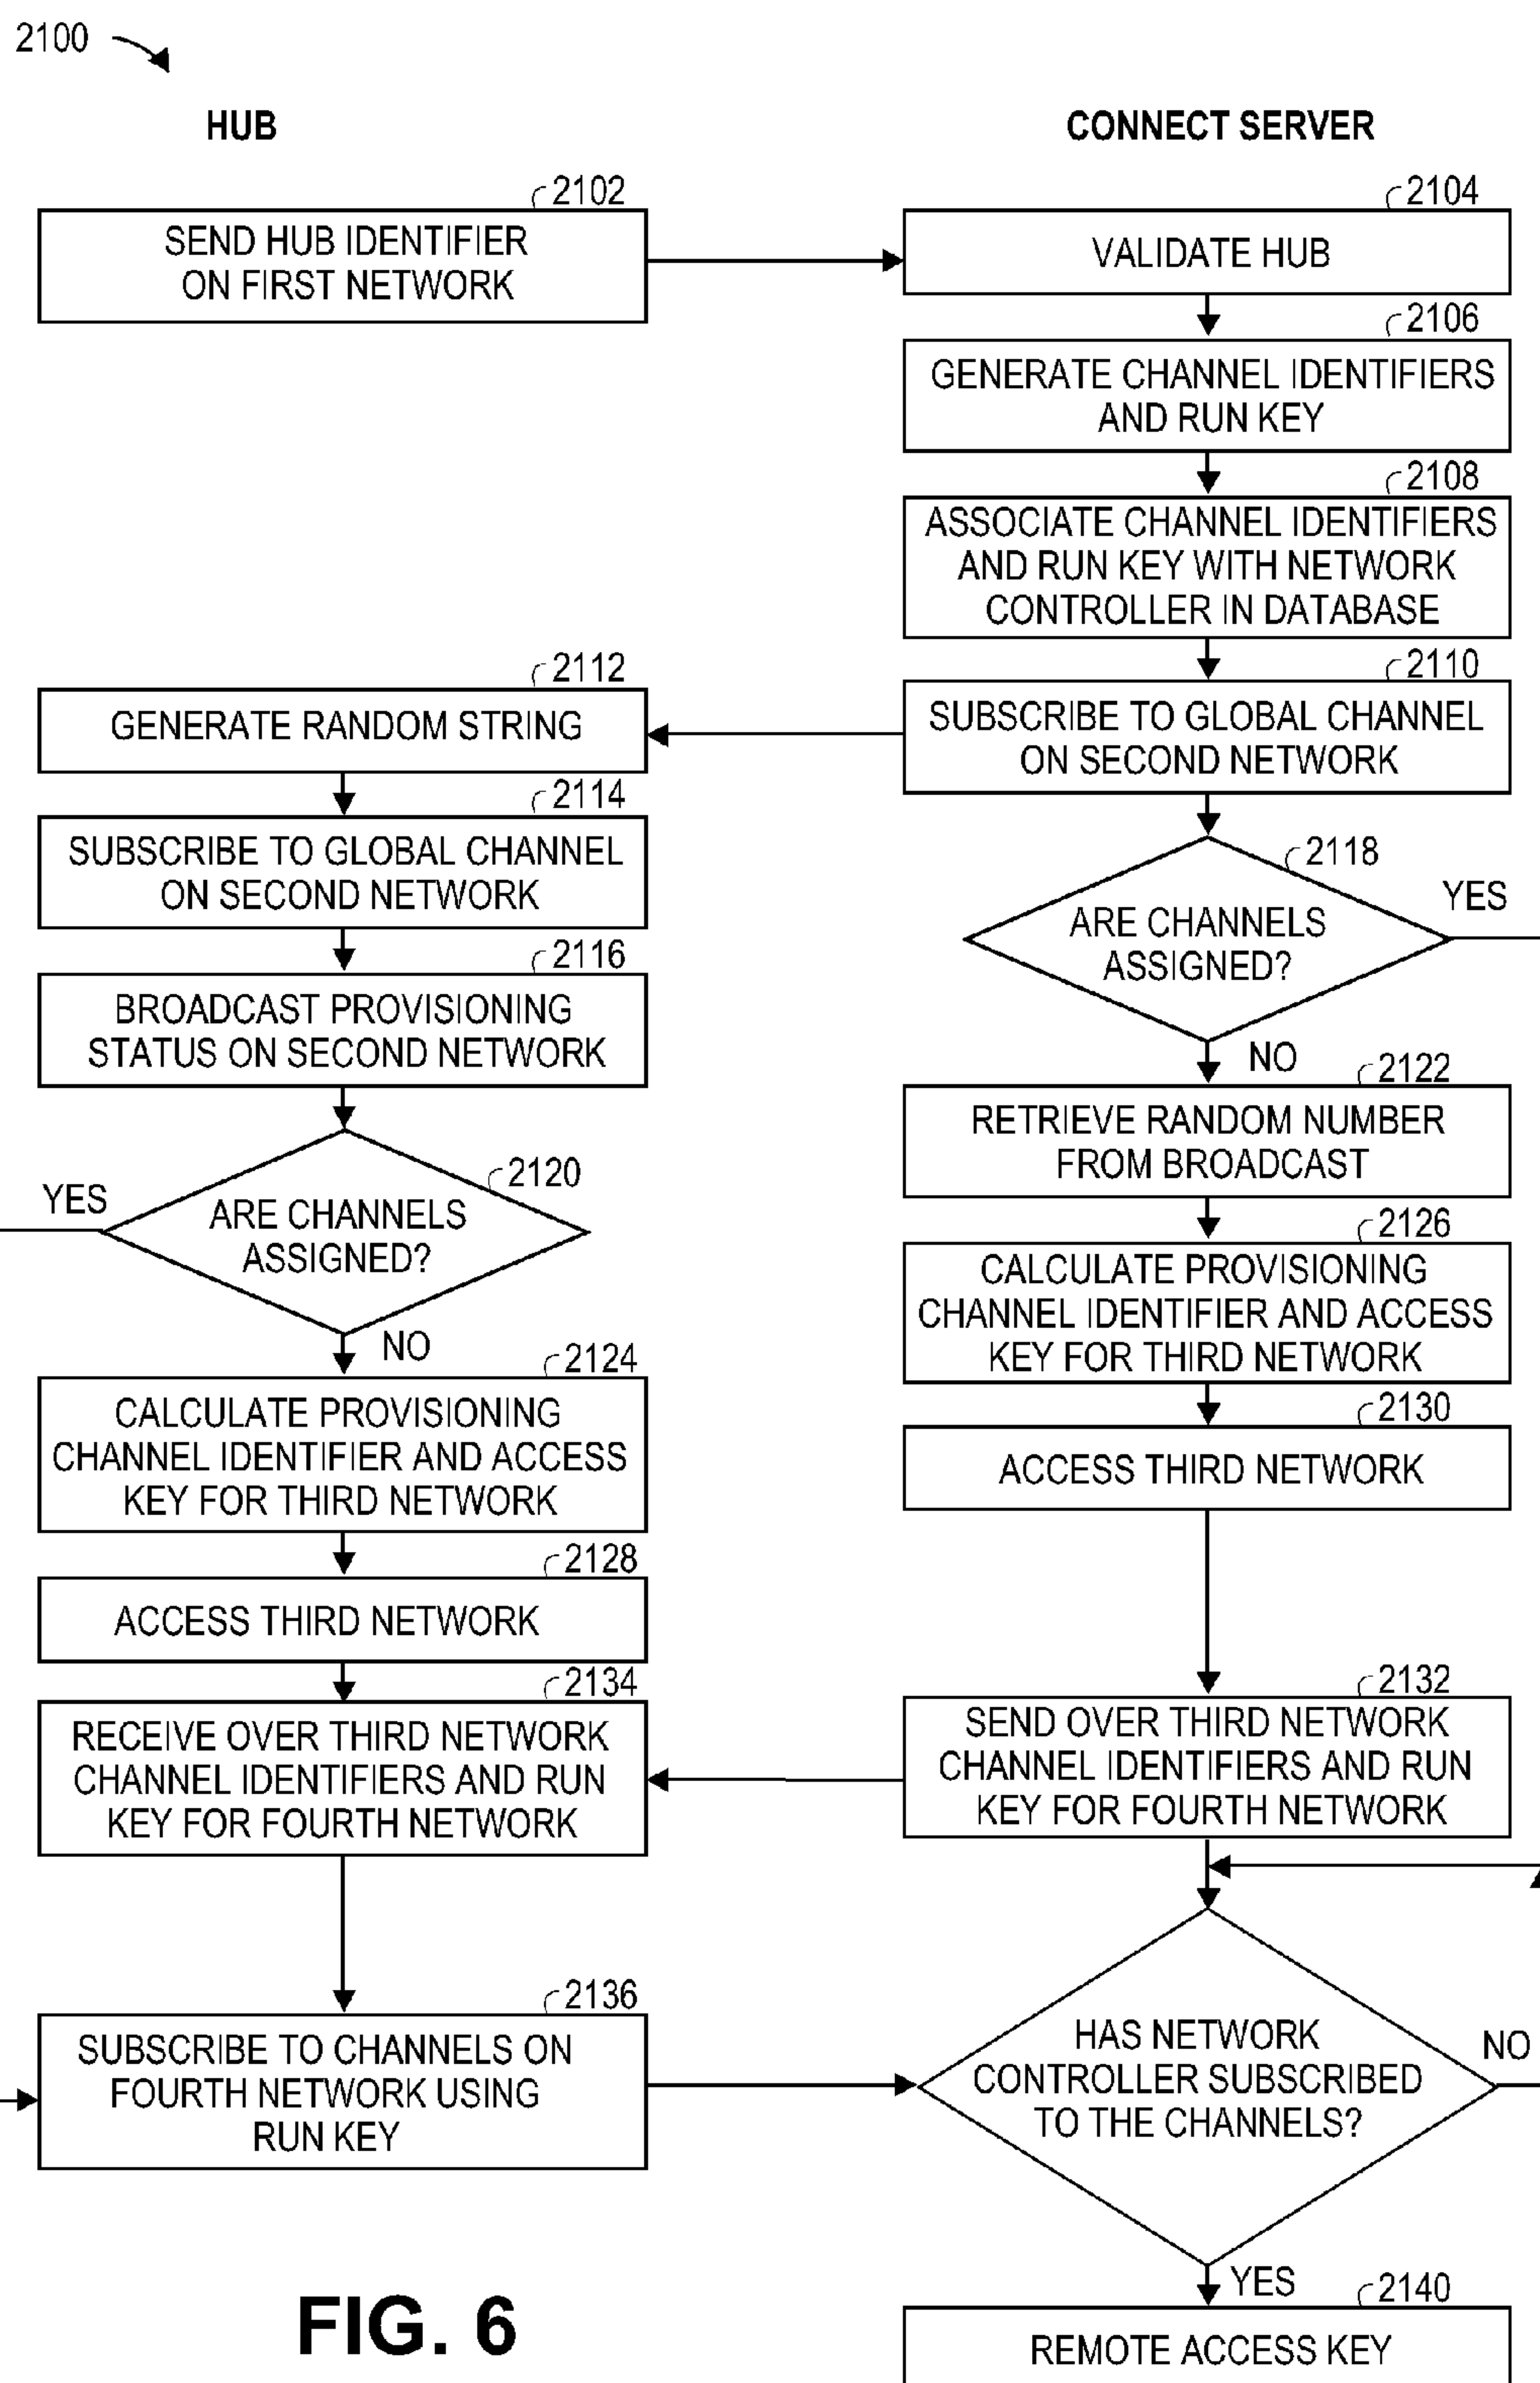 2100
HUB
CONNECT SERVER
2102
SEND HUB IDENTIFIER
ON FIRST NETWORK
2104
VALIDATE HUB
2106
GENERATE CHANNEL IDENTIFIERS
AND RUN KEY
2108
ASSOCIATE CHANNEL IDENTIFIERS
AND RUN KEY WITH NETWORK
CONTROLLER IN DATABASE
2110
SUBSCRIBE TO GLOBAL CHANNEL
ON SECOND NETWORK
2112
GENERATE RANDOM STRING
2114
SUBSCRIBE TO GLOBAL CHANNEL
ON SECOND NETWORK
2116
BROADCAST PROVISIONING
STATUS ON SECOND NETWORK
2118
ARE CHANNELS
ASSIGNED?
YES
NO
2120
ARE CHANNELS
ASSIGNED?
YES
NO
2122
RETRIEVE RANDOM NUMBER
FROM BROADCAST
2124
CALCULATE PROVISIONING
CHANNEL IDENTIFIER AND ACCESS
KEY FOR THIRD NETWORK
2126
CALCULATE PROVISIONING
CHANNEL IDENTIFIER AND ACCESS
KEY FOR THIRD NETWORK
2128
ACCESS THIRD NETWORK
2130
ACCESS THIRD NETWORK
2132
SEND OVER THIRD NETWORK
CHANNEL IDENTIFIERS AND RUN
KEY FOR FOURTH NETWORK
2134
RECEIVE OVER THIRD NETWORK
CHANNEL IDENTIFIERS AND RUN
KEY FOR FOURTH NETWORK
2136
SUBSCRIBE TO CHANNELS ON
FOURTH NETWORK USING
RUN KEY
HAS NETWORK
CONTROLLER SUBSCRIBED
TO THE CHANNELS?
NO
YES
2140
REMOTE ACCESS KEY
FIG. 6